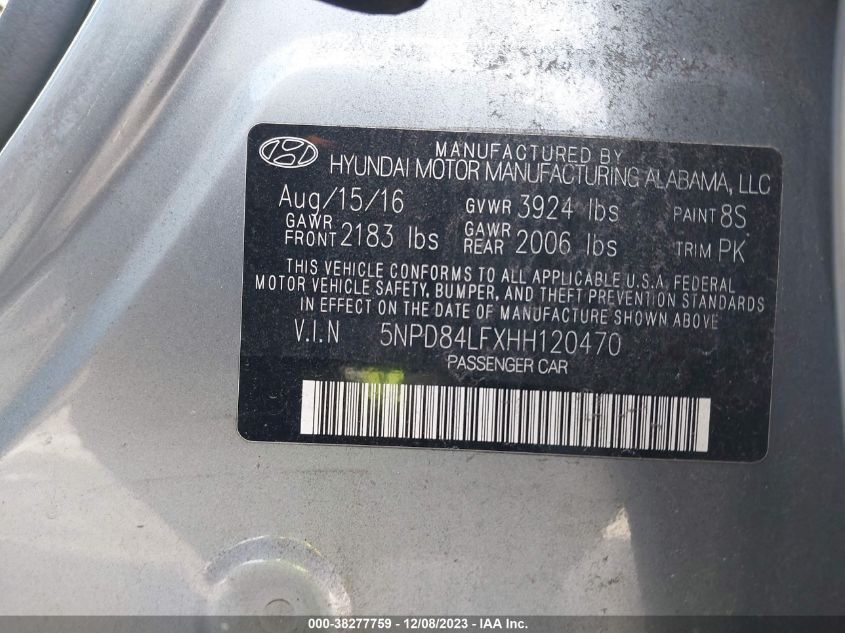 MANUFACTURED BY
HYUNDAI MOTOR MANUFACTURING ALABAMA, LLC
Aug/15/16 GVWR 3924 lbs PAINT 8S
GAWR FRONT 2183 lbs GAWR REAR 2006 lbs TRIM PK
THIS VEHICLE CONFORMS TO ALL APPLICABLE U.S.A. FEDERAL
MOTOR VEHICLE SAFETY, BUMPER, AND THEFT PREVENTION STANDARDS
IN EFFECT ON THE DATE OF MANUFACTURE SHOWN ABOVE
V.I.N 5NPD84LFXHH120470
PASSENGER CAR
000-38277759 - 12/08/2023 - IAA Inc.